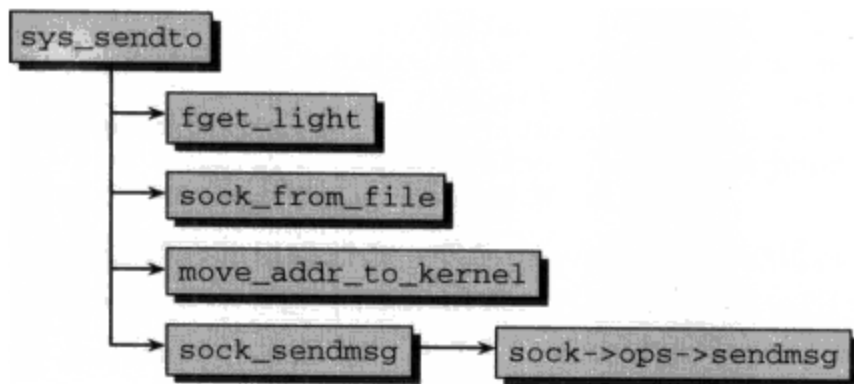 sys_sendto
fget_light
sock_from_file
move_addr_to_kernel
sock_sendmsg
sock->ops->sendmsg